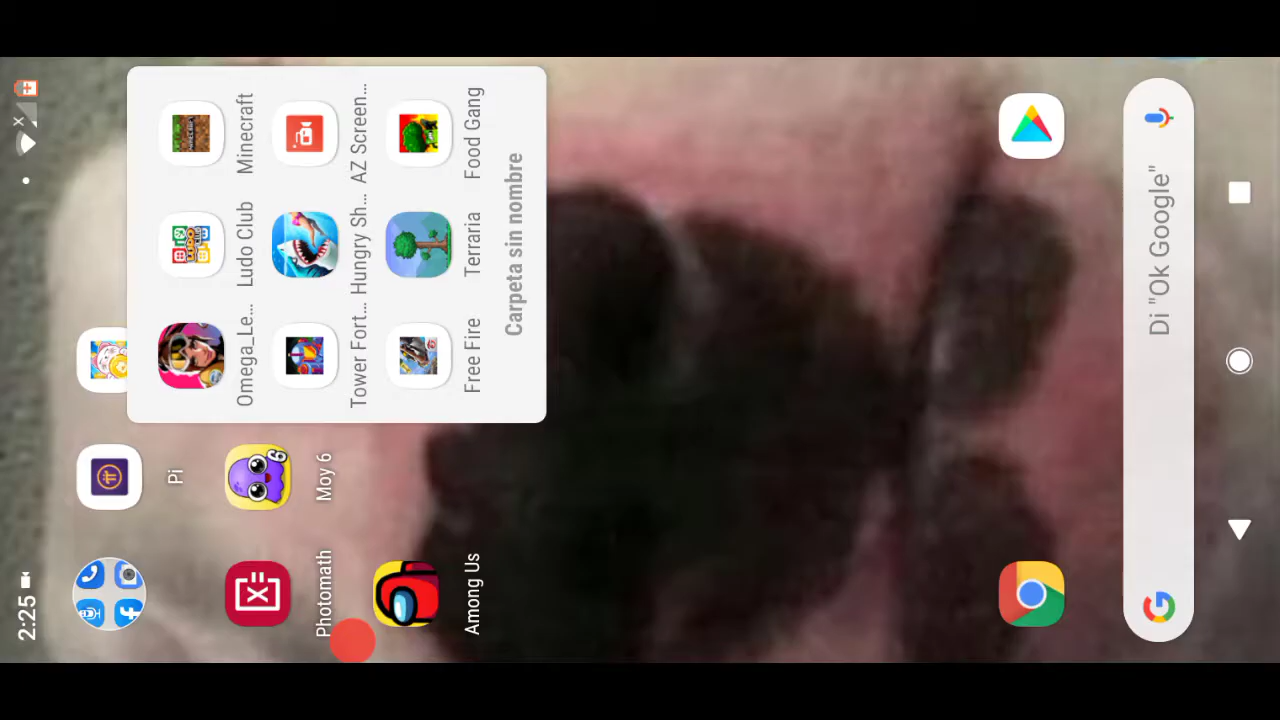 2:25
Pi
Omega_Le... Ludo Club Minecraft
Photomath Moy 6
Tower Fort... Hungry Sh... AZ Screen...
Among Us
Free Fire Terraria Food Gang
Carpeta sin nombre
Di "Ok Google"